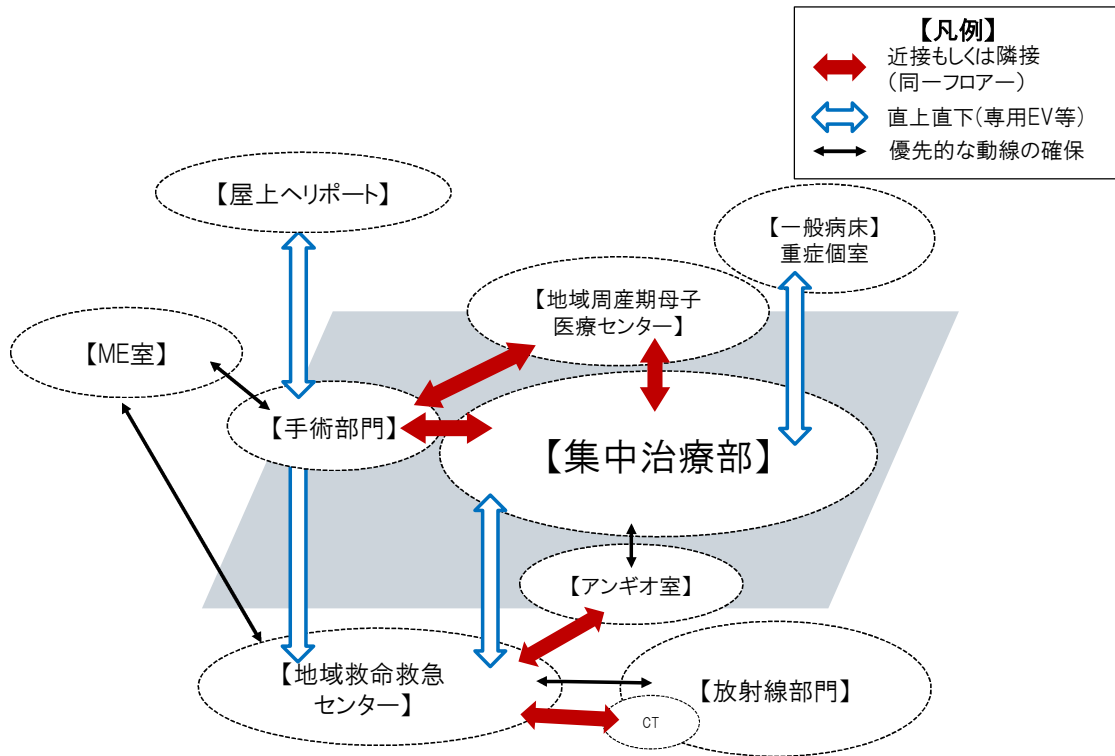 【凡例】
近接もしくは隣接
(同一フロアー)
直上直下(専用EV等)
優先的な動線の確保
【屋上ヘリポート】
【一般病床】
重症個室
【地域周産期母子
医療センター】
【ME室】
【手術部門】
【集中治療部】
【アンギオ室】
【地域救命救急
センター】
【放射線部門】
CT